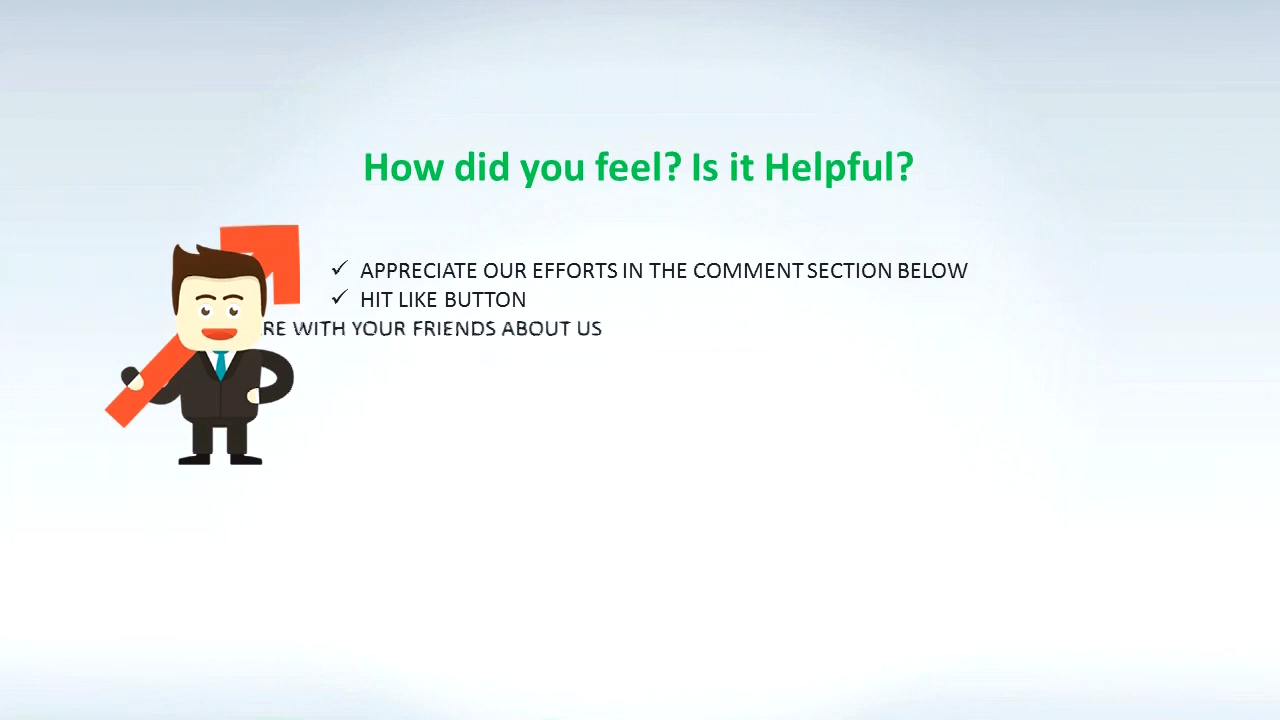 How did you feel? Is it Helpful?
✓ APPRECIATE OUR EFFORTS IN THE COMMENT SECTION BELOW
✓ HIT LIKE BUTTON
RE WITH YOUR FRIENDS ABOUT US